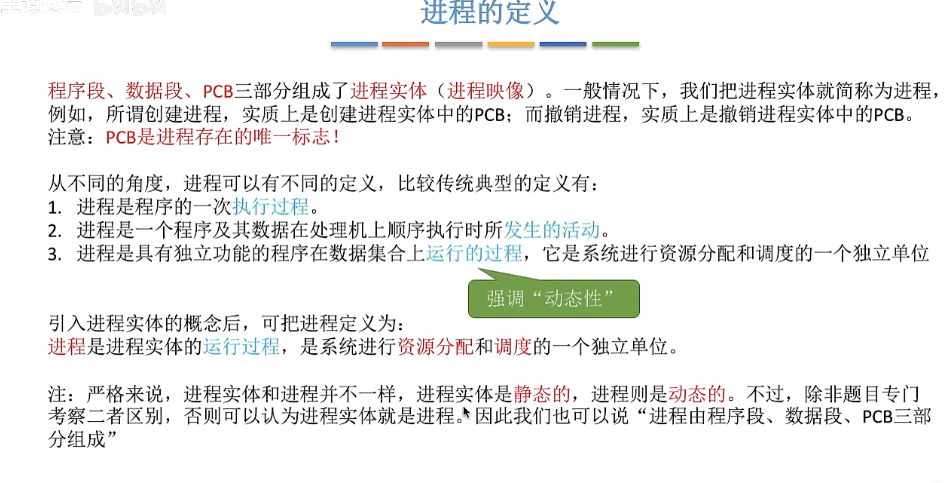 进程的定义
程序段、数据段、PCB三部分组成了进程实体（进程映像）。一般情况下，我们把进程实体就简称为进程，
例如，所谓创建进程，实质上是创建进程实体中的PCB；而撤销进程，实质上是撤销进程实体中的PCB。
注意：PCB是进程存在的唯一标志！
从不同的角度，进程可以有不同的定义，比较传统典型的定义有：
1. 进程是程序的一次执行过程。
2. 进程是一个程序及其数据在处理机上顺序执行时所发生的活动。
3. 进程是具有独立功能的程序在数据集合上运行的过程，它是系统进行资源分配和调度的一个独立单位
强调“动态性”
引入进程实体的概念后，可把进程定义为：
进程是进程实体的运行过程，是系统进行资源分配和调度的一个独立单位。
注：严格来说，进程实体和进程并不一样，进程实体是静态的，进程则是动态的。不过，除非题目专门
考察二者区别，否则可以认为进程实体就是进程。因此我们也可以说“进程由程序段、数据段、PCB三部
分组成”